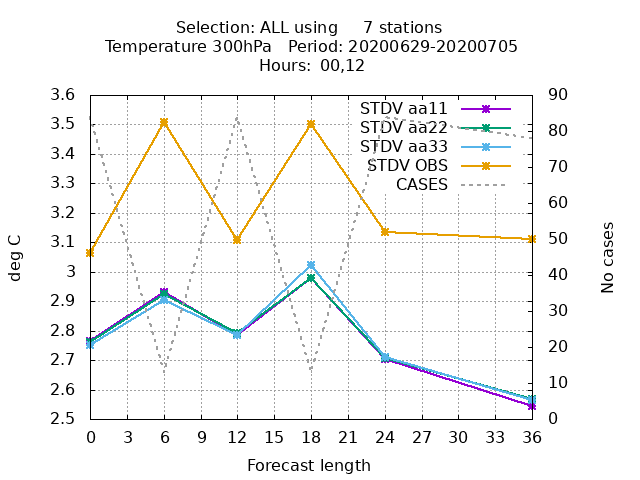 Selection: ALL using     7 stations
Temperature 300hPa   Period: 20200629-20200705
Hours: 00,12
STDV aa11
STDV aa22
STDV aa33
STDV OBS
CASES
3.6
3.5
3.4
3.3
3.2
3.1
3
2.9
2.8
2.7
2.6
2.5
deg C
90
80
70
60
50
40
30
20
10
0
No cases
0 3 6 9 12 15 18 21 24 27 30 33 36
Forecast length